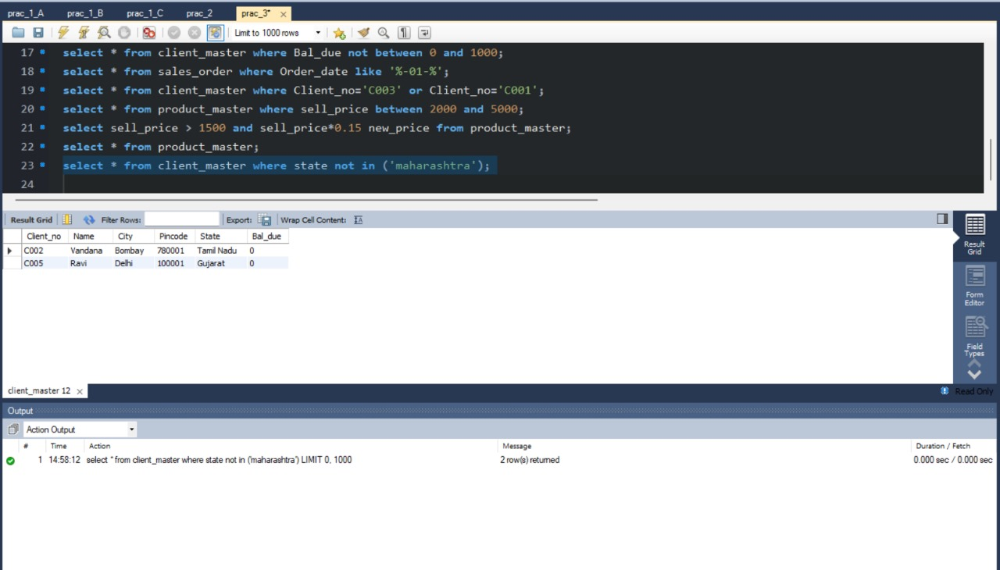 prac_1_A prac_1_B prac_1_C prac_2 prac_3*
Limit to 1000 rows
17 select * from client_master where Bal_due not between 0 and 1000;
18 select * from sales_order where Order_date like '%-01-%';
19 select * from client_master where Client_no='C003' or Client_no='C001';
20 select * from product_master where sell_price between 2000 and 5000;
21 select sell_price > 1500 and sell_price*0.15 new_price from product_master;
22 select * from product_master;
23 select * from client_master where state not in ('maharashtra');
24
Result Grid Filter Rows: Export: Wrap Cell Content:
Client_no Name City Pincode State Bal_due
C002 Vandana Bombay 780001 Tamil Nadu 0
C005 Ravi Delhi 100001 Gujarat 0
Result
Grid
Form
Editor
Field
Types
client_master 12
Read Only
Output
Action Output
# Time Action Message Duration / Fetch
1 14:58:12 select * from client_master where state not in ('maharashtra') LIMIT 0, 1000 2 row(s) returned 0.000 sec / 0.000 sec